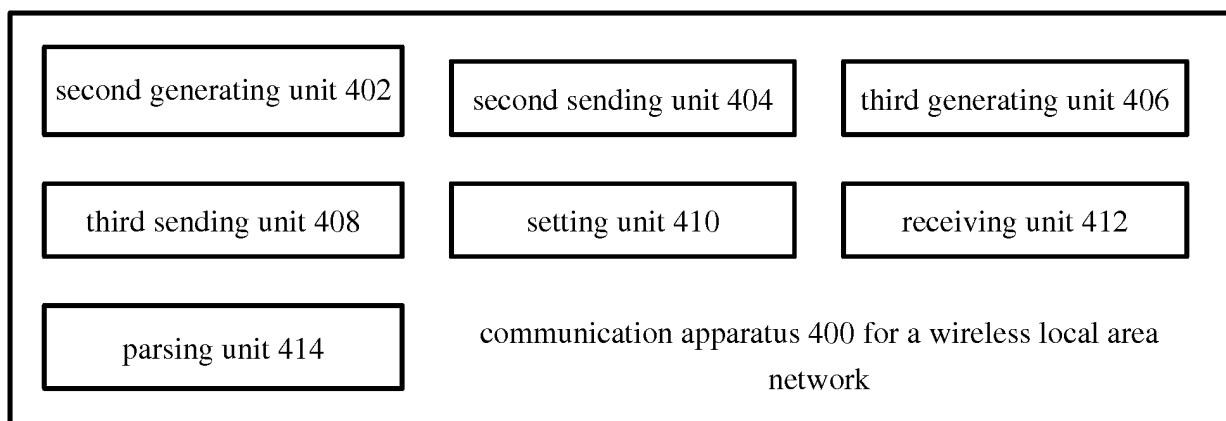 second generating unit 402
second sending unit 404
third generating unit 406
third sending unit 408
setting unit 410
receiving unit 412
parsing unit 414
communication apparatus 400 for a wireless local area
network